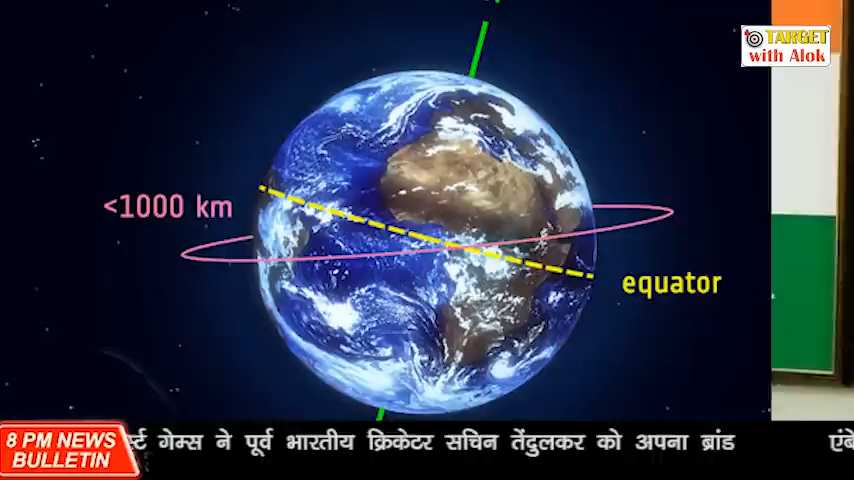 TARGET
with Alok
<1000 km
equator
8 PM NEWS
BULLETIN
गेम्स ने पूर्व भारतीय क्रिकेटर सचिन तेंदुलकर को अपना ब्रांड